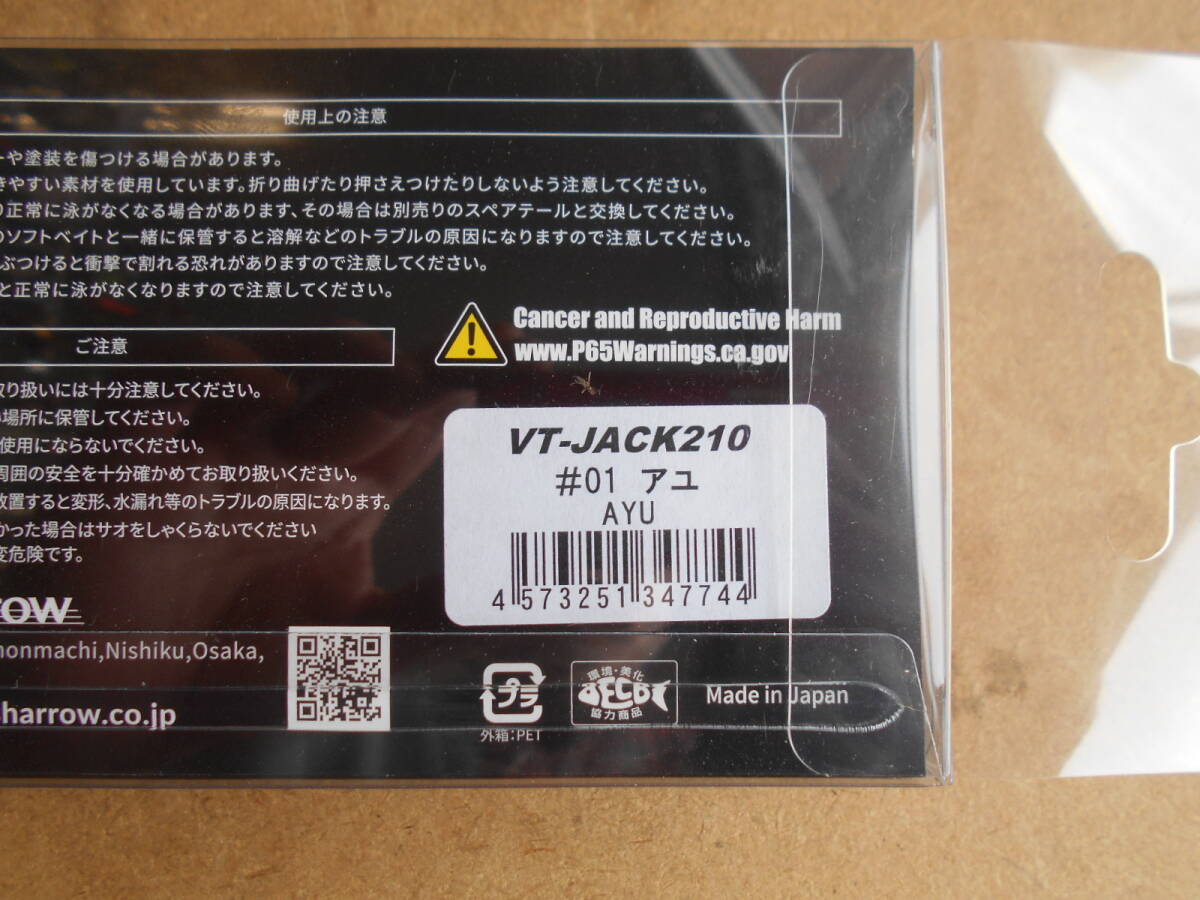 使用上の注意
ーや塗装を傷つける場合があります。
きやすい素材を使用しています。折り曲げたり押さえつけたりしないよう注意してください。
り正常に泳がなくなる場合があります、その場合は別売りのスペアテールと交換してください。
のソフトベイトと一緒に保管すると溶解などのトラブルの原因になりますので注意してください。
ぶつけると衝撃で割れる恐れがありますので注意してください。
と正常に泳がなくなりますので注意してください。
Cancer and Reproductive Harm
www.P65Warnings.ca.gov
ご注意
取り扱いには十分注意してください。
場所に保管してください。
使用にならないでください。
周囲の安全を十分確かめてお取り扱いください。
放置すると変形、水漏れ等のトラブルの原因になります。
かった場合はサオをしゃくらないでください
変危険です。
VT-JACK210
#01 アユ
AYU
4 573251 347744
row
monmachi,Nishiku,Osaka,
sharrow.co.jp
プラ
外箱:PET
環境・美化
協力商品
Made in Japan